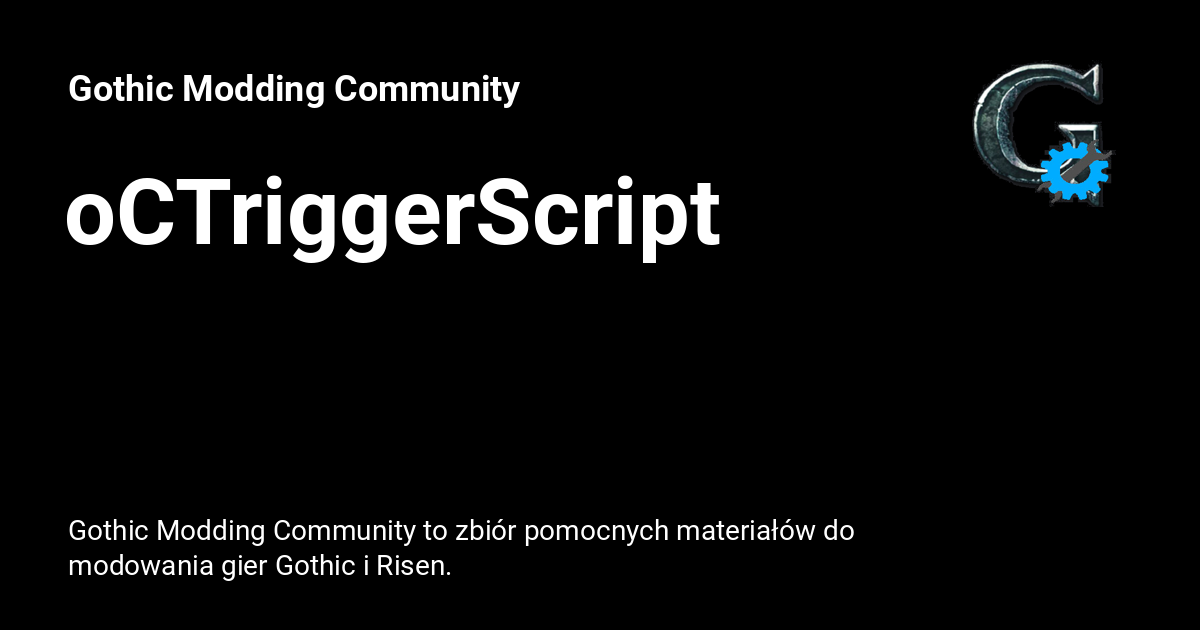 Gothic Modding Community
oCTriggerScript
Gothic Modding Community to zbiór pomocnych materiałów do
modowania gier Gothic i Risen.